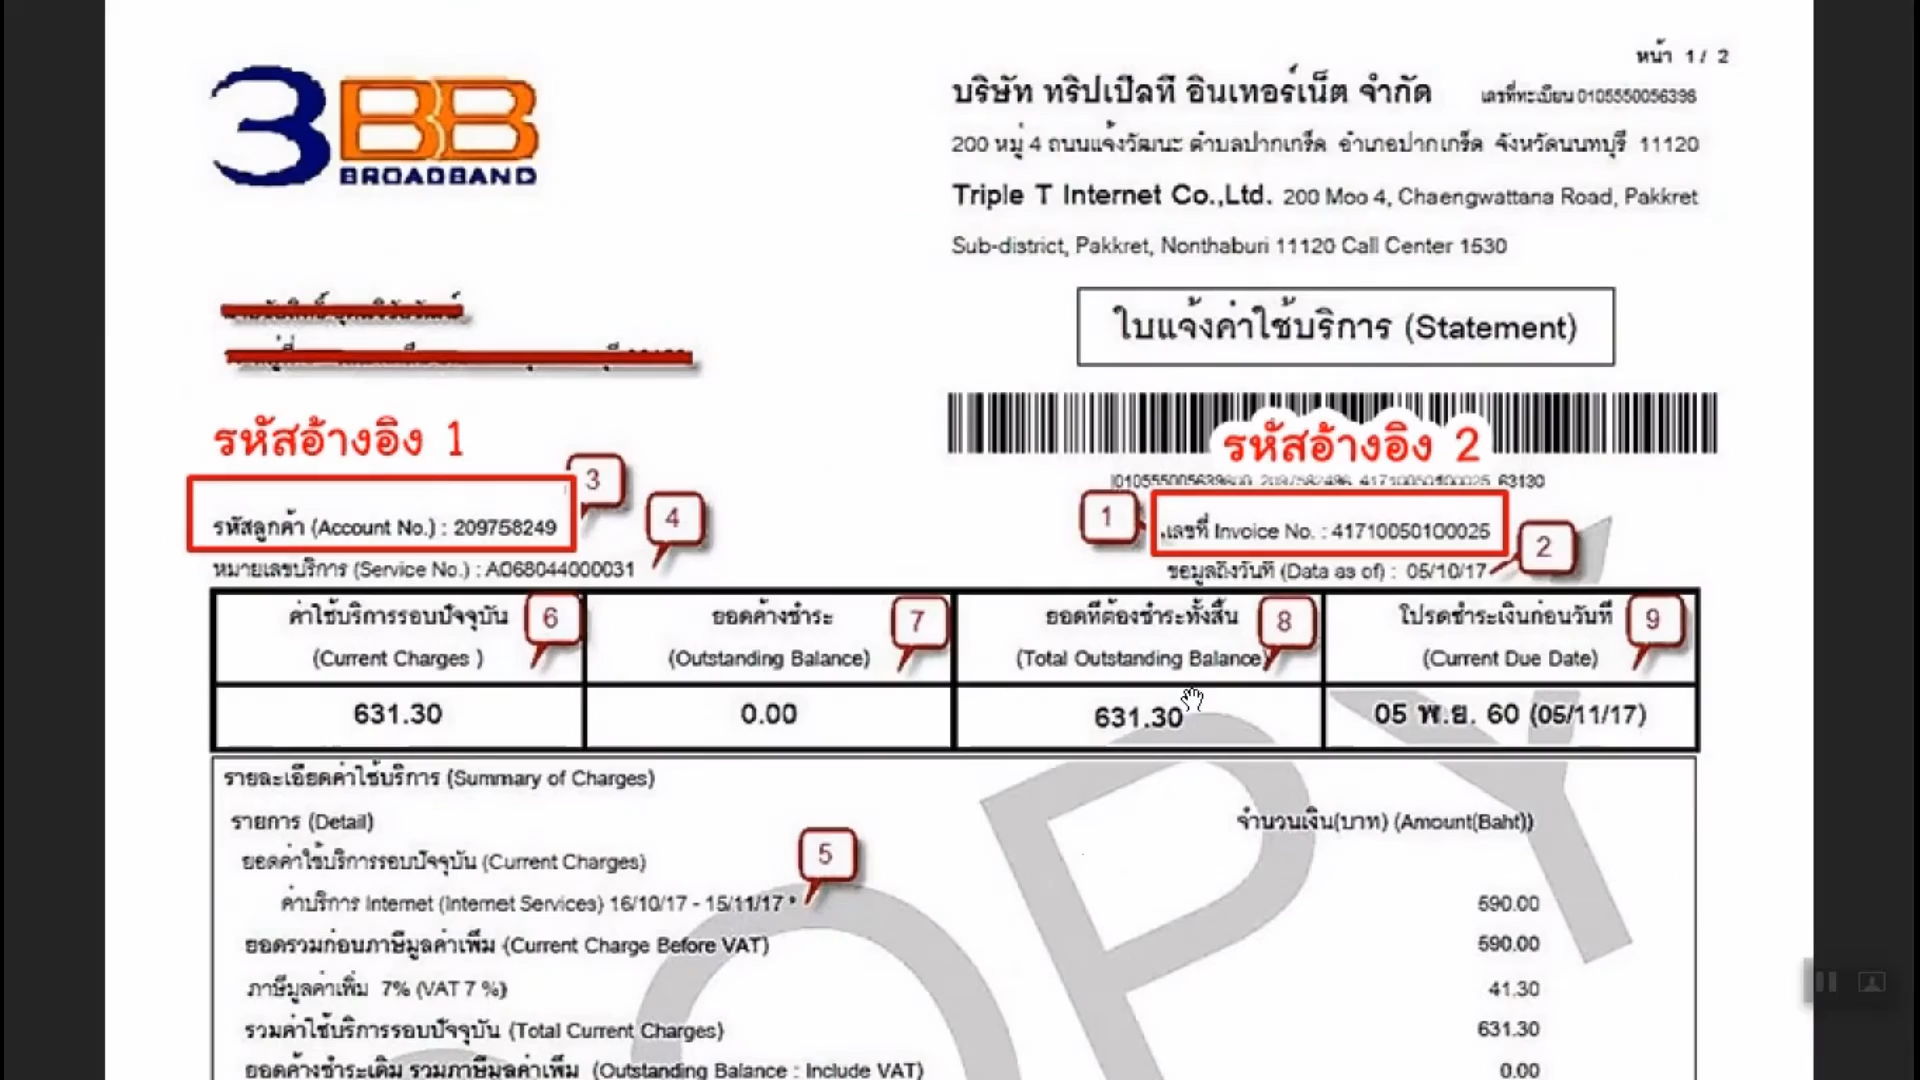 หน้า 1 / 2
3BB
BROADBAND
บริษัท ทริปเปิลที อินเทอร์เน็ต จำกัด เลขที่ทะเบียน 0105550056398
200 หมู่ 4 ถนนแจ้งวัฒนะ ตำบลปากเกร็ด อำเภอปากเกร็ด จังหวัดนนทบุรี 11120
Triple T Internet Co.,Ltd. 200 Moo 4, Chaengwattana Road, Pakkret
Sub-district, Pakkret, Nonthaburi 11120 Call Center 1530
ใบแจ้งค่าใช้บริการ (Statement)
รหัสอ้างอิง 1
รหัสอ้างอิง 2
3
รหัสลูกค้า (Account No.) : 209758249
4
หมายเลขบริการ (Service No.) : A068044000031
63130
1
เลขที่ Invoice No. : 41710050100025
2
ข้อมูลถึงวันที่ (Data as of) : 05/10/17
ค่าใช้บริการรอบปัจจุบัน 6
(Current Charges )
ยอดค้างชำระ 7
(Outstanding Balance)
ยอดที่ต้องชำระทั้งสิ้น 8
(Total Outstanding Balance)
โปรดชำระเงินก่อนวันที่ 9
(Current Due Date)
631.30
0.00
631.30
05 พ.ย. 60 (05/11/17)
รายละเอียดค่าใช้บริการ (Summary of Charges)
รายการ (Detail) จำนวนเงิน(บาท) (Amount(Baht))
ยอดค่าใช้บริการรอบปัจจุบัน (Current Charges) 5
ค่าบริการ Internet (Internet Services) 16/10/17 - 15/11/17 * 590.00
ยอดรวมก่อนภาษีมูลค่าเพิ่ม (Current Charge Before VAT) 590.00
ภาษีมูลค่าเพิ่ม 7% (VAT 7 %) 41.30
รวมค่าใช้บริการรอบปัจจุบัน (Total Current Charges) 631.30
ยอดค้างชำระเดิม รวมภาษีมูลค่าเพิ่ม (Outstanding Balance : Include VAT) 0.00
COPY